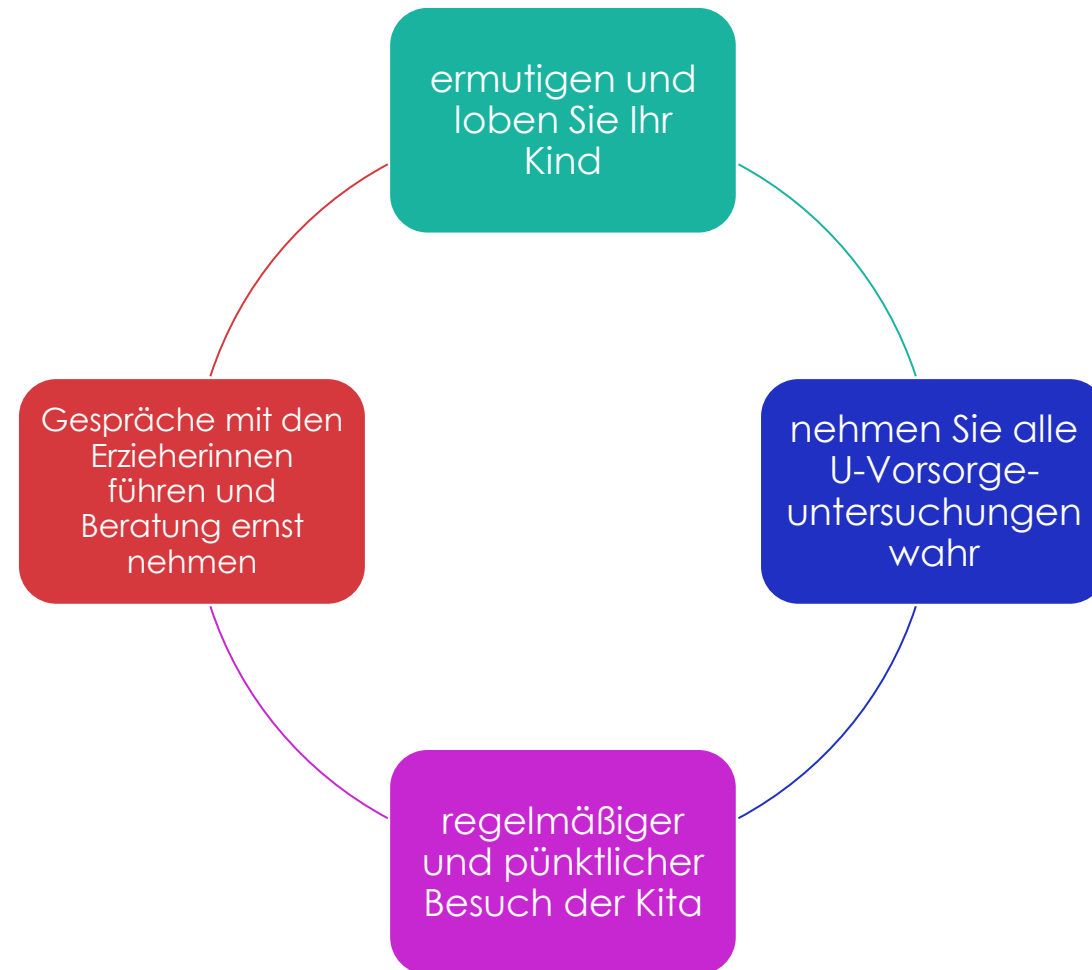 ermutigen und
loben Sie Ihr
Kind
nehmen Sie alle
U-Vorsorge-
untersuchungen
wahr
regelmäßiger
und pünktlicher
Besuch der Kita
Gespräche mit den
Erzieherinnen
führen und
Beratung ernst
nehmen